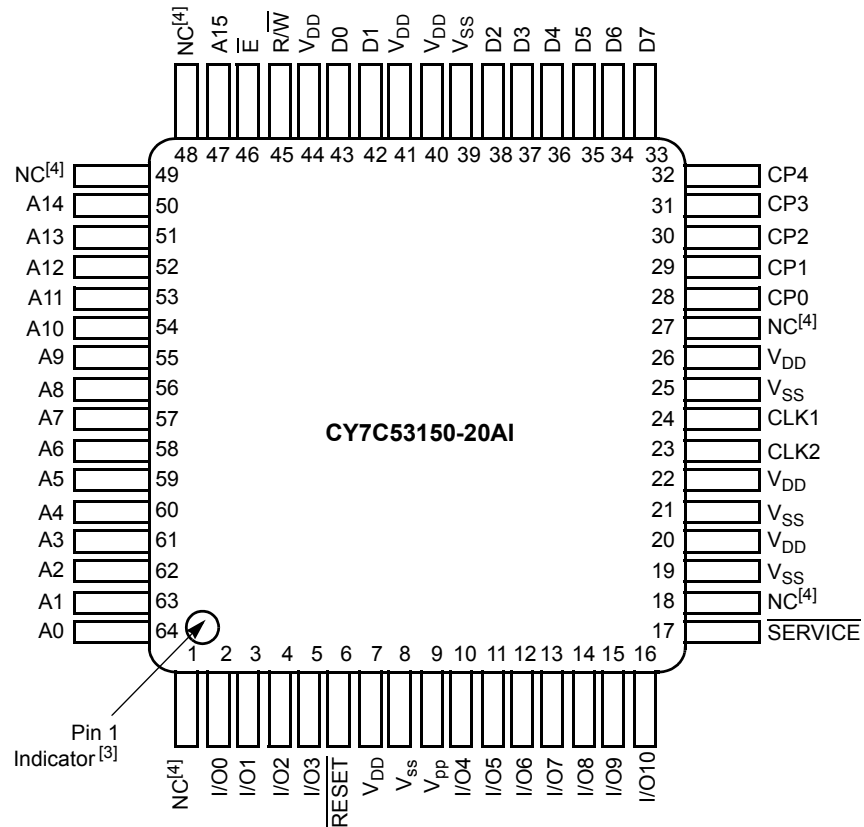 NC[4] A15 E̅ R/W̅ VDD D0 D1 VDD VDD VSS D2 D3 D4 D5 D6 D7
48 47 46 45 44 43 42 41 40 39 38 37 36 35 34 33
NC[4] 49 32 CP4
A14 50 31 CP3
A13 51 30 CP2
A12 52 29 CP1
A11 53 28 CP0
A10 54 27 NC[4]
A9 55 26 VDD
A8 56 25 VSS
A7 57 24 CLK1
CY7C53150-20AI
A6 58 23 CLK2
A5 59 22 VDD
A4 60 21 VSS
A3 61 20 VDD
A2 62 19 VSS
A1 63 18 NC[4]
A0 64 17 SERVICE
1 2 3 4 5 6 7 8 9 10 11 12 13 14 15 16
Pin 1
Indicator [3]
NC[4] I/O0 I/O1 I/O2 I/O3 RESET VDD Vss Vpp I/O4 I/O5 I/O6 I/O7 I/O8 I/O9 I/O10